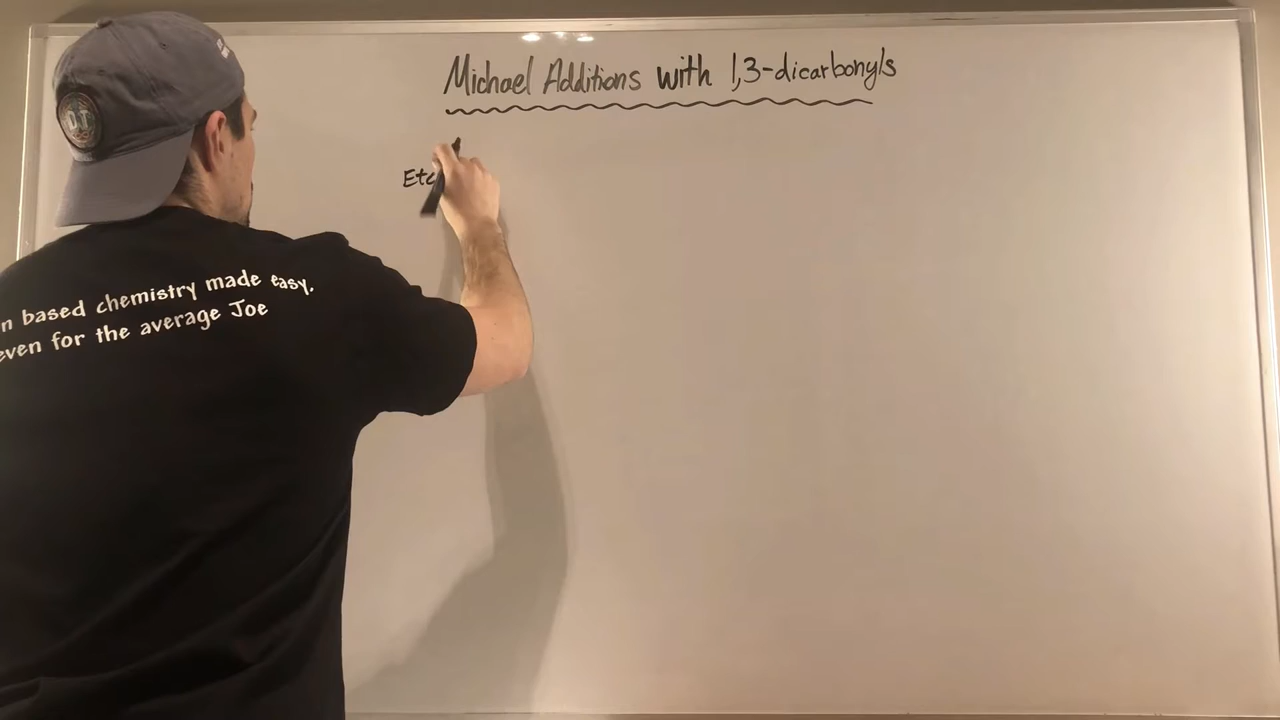 Michael Additions with 1,3-dicarbonyls
Et
n based chemistry made easy,
even for the average Joe